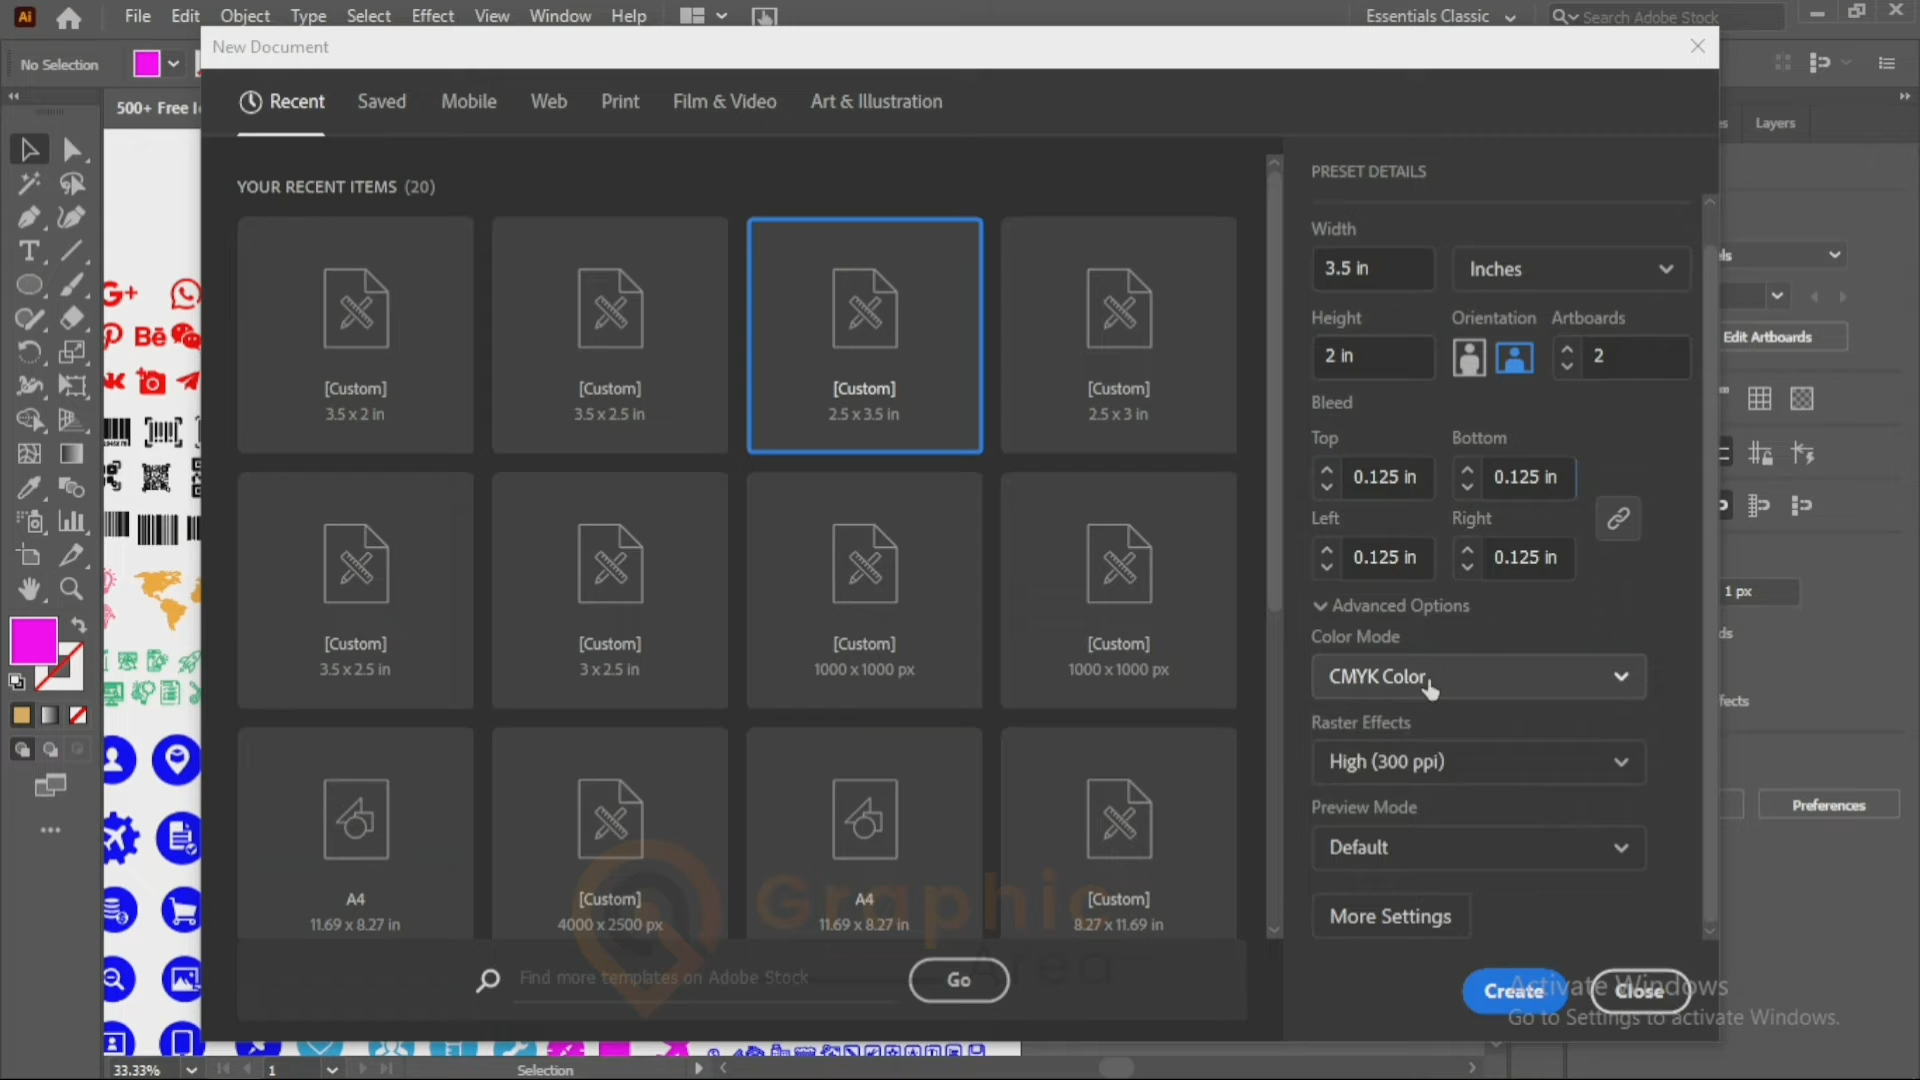 Ai
File Edit Object Type Select Effect View Window Help
Essentials Classic
Search Adobe Stock
No Selection
New Document
500+ Free
Recent Saved Mobile Web Print Film & Video Art & Illustration
Layers
YOUR RECENT ITEMS (20)
[Custom]
3.5 x 2 in
[Custom]
3.5 x 2.5 in
[Custom]
2.5 x 3.5 in
[Custom]
2.5 x 3 in
[Custom]
3.5 x 2.5 in
[Custom]
3 x 2.5 in
[Custom]
1000 x 1000 px
[Custom]
1000 x 1000 px
A4
11.69 x 8.27 in
[Custom]
4000 x 2500 px
A4
11.69 x 8.27 in
[Custom]
8.27 x 11.69 in
Graphic
Area
Find more templates on Adobe Stock
Go
PRESET DETAILS
Width
3.5 in Inches
Height Orientation Artboards
2 in 2
Bleed
Top Bottom
0.125 in 0.125 in
Left Right
0.125 in 0.125 in
Advanced Options
Color Mode
CMYK Color
Raster Effects
High (300 ppi)
Preview Mode
Default
More Settings
Create Close
Activate Windows
Go to Settings to activate Windows.
Edit Artboards
1 px
Preferences
33.33% 1 Selection